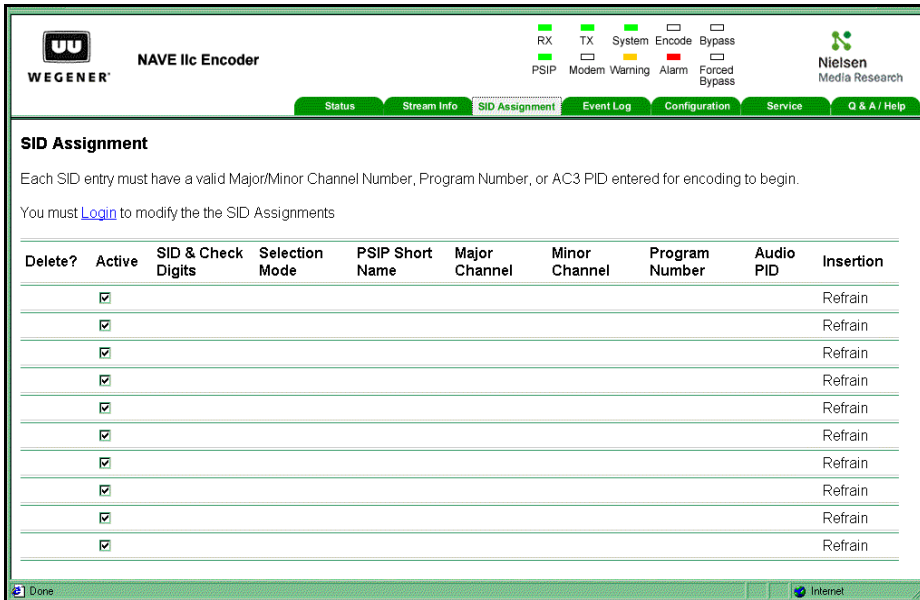 WEGENER
NAVE IIc Encoder
RX TX System Encode Bypass
PSIP Modem Warning Alarm Forced Bypass
Nielsen
Media Research
Status Stream Info SID Assignment Event Log Configuration Service Q & A / Help
SID Assignment
Each SID entry must have a valid Major/Minor Channel Number, Program Number, or AC3 PID entered for encoding to begin.
You must Login to modify the the SID Assignments
Delete? Active SID & Check Digits Selection Mode PSIP Short Name Major Channel Minor Channel Program Number Audio PID Insertion
Refrain
Refrain
Refrain
Refrain
Refrain
Refrain
Refrain
Refrain
Refrain
Refrain
Done Internet